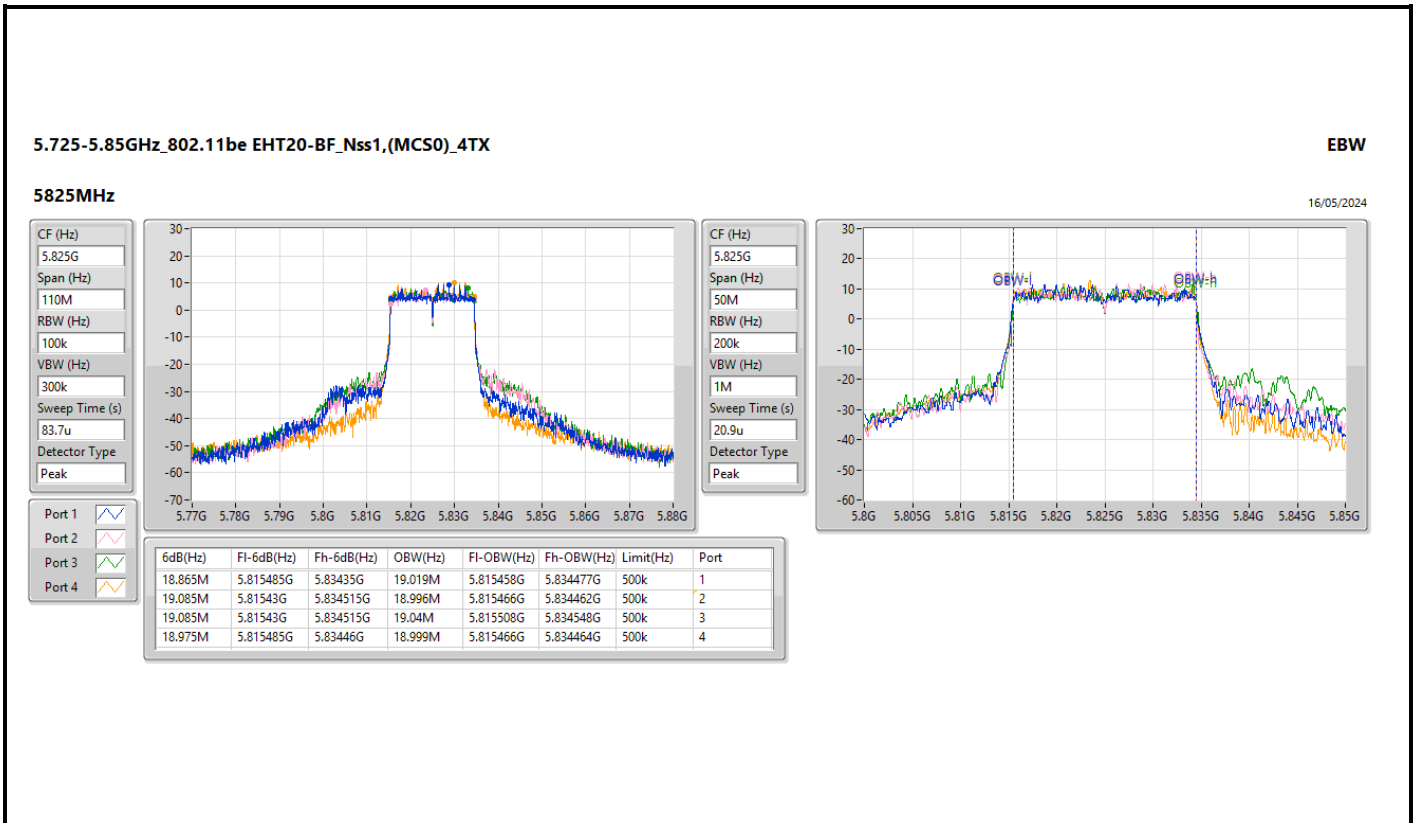 5.725-5.85GHz_802.11be EHT20-BF_Nss1,(MCS0)_4TX
EBW
5825MHz
16/05/2024
CF (Hz)
5.825G
Span (Hz)
110M
RBW (Hz)
100k
VBW (Hz)
300k
Sweep Time (s)
83.7u
Detector Type
Peak
30
20
10
0
-10
-20
-30
-40
-50
-60
-70
5.77G 5.78G 5.79G 5.8G 5.81G 5.82G 5.83G 5.84G 5.85G 5.86G 5.87G 5.88G
CF (Hz)
5.825G
Span (Hz)
50M
RBW (Hz)
200k
VBW (Hz)
1M
Sweep Time (s)
20.9u
Detector Type
Peak
30
20
10
0
-10
-20
-30
-40
-50
-60
OBW-l OBW-h
5.8G 5.805G 5.81G 5.815G 5.82G 5.825G 5.83G 5.835G 5.84G 5.845G 5.85G
Port 1
Port 2
Port 3
Port 4
6dB(Hz) Fl-6dB(Hz) Fh-6dB(Hz) OBW(Hz) Fl-OBW(Hz) Fh-OBW(Hz) Limit(Hz) Port
18.865M 5.815485G 5.83435G 19.019M 5.815458G 5.834477G 500k 1
19.085M 5.81543G 5.834515G 18.996M 5.815466G 5.834462G 500k 2
19.085M 5.81543G 5.834515G 19.04M 5.815508G 5.834548G 500k 3
18.975M 5.815485G 5.83446G 18.999M 5.815466G 5.834464G 500k 4